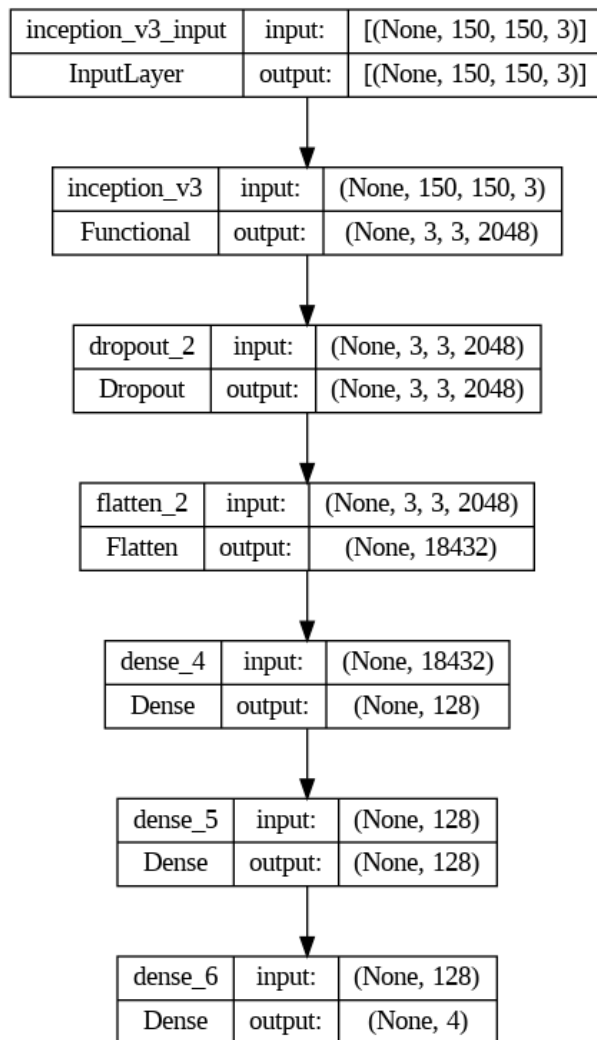 inception_v3_input input: [(None, 150, 150, 3)]
InputLayer output: [(None, 150, 150, 3)]
inception_v3 input: (None, 150, 150, 3)
Functional output: (None, 3, 3, 2048)
dropout_2 input: (None, 3, 3, 2048)
Dropout output: (None, 3, 3, 2048)
flatten_2 input: (None, 3, 3, 2048)
Flatten output: (None, 18432)
dense_4 input: (None, 18432)
Dense output: (None, 128)
dense_5 input: (None, 128)
Dense output: (None, 128)
dense_6 input: (None, 128)
Dense output: (None, 4)